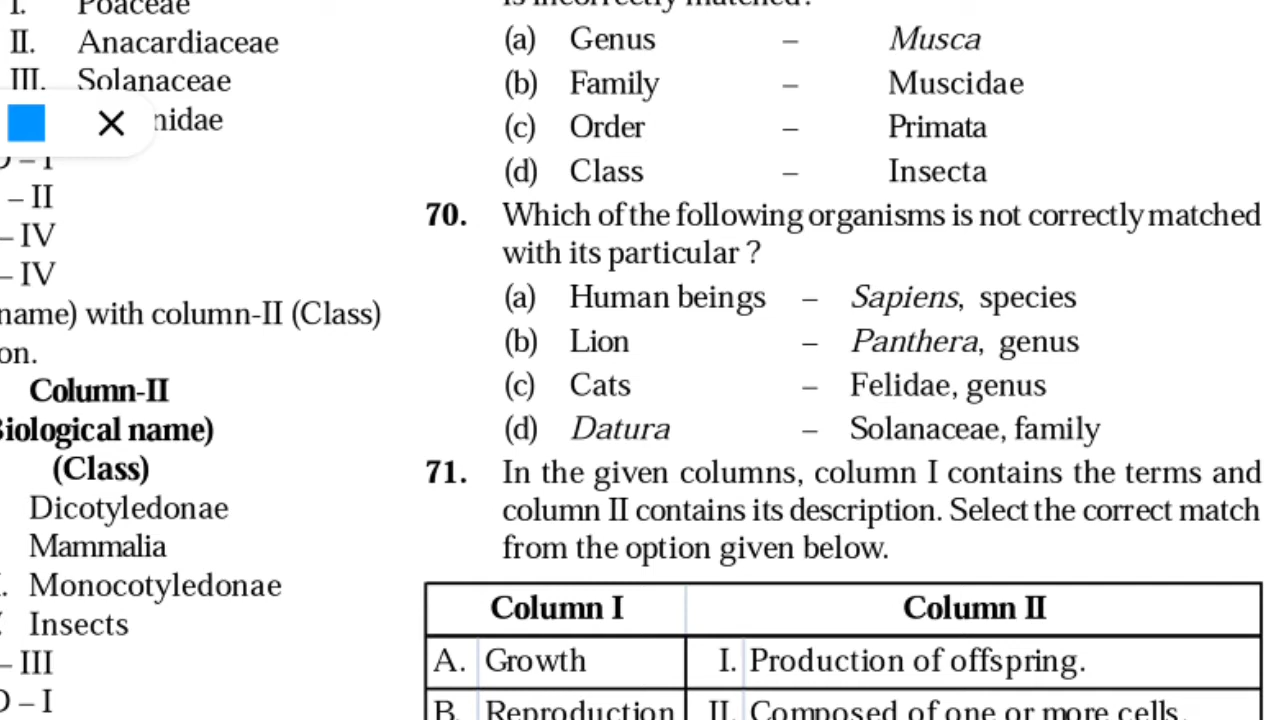 I. Poaceae
II. Anacardiaceae
III. Solanaceae
nidae
– I
– II
– IV
– IV
name) with column-II (Class)
on.
Column-II
Biological name)
(Class)
Dicotyledonae
Mammalia
I. Monocotyledonae
Insects
– III
D – I
is incorrectly matched?
(a) Genus – Musca
(b) Family – Muscidae
(c) Order – Primata
(d) Class – Insecta
70. Which of the following organisms is not correctly matched
with its particular ?
(a) Human beings – Sapiens, species
(b) Lion – Panthera, genus
(c) Cats – Felidae, genus
(d) Datura – Solanaceae, family
71. In the given columns, column I contains the terms and
column II contains its description. Select the correct match
from the option given below.
Column I Column II
A. Growth I. Production of offspring.
B. Reproduction II. Composed of one or more cells.